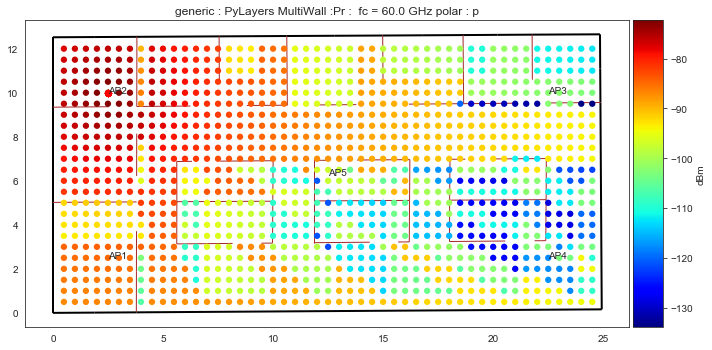 generic : PyLayers MultiWall :Pr : fc = 60.0 GHz polar : p
12
10
8
6
4
2
0
0
5
10
15
20
25
AP2
AP3
AP5
AP1
AP4
−80
−90
−100
−110
−120
−130
dBm